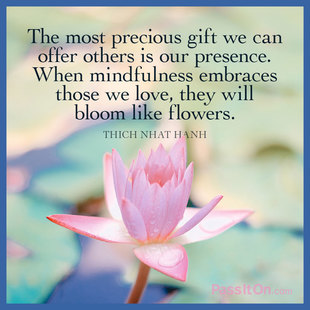 The most precious gift we can
offer others is our presence.
When mindfulness embraces
those we love, they will
bloom like flowers.
THICH NHAT HANH
PassItOn.com